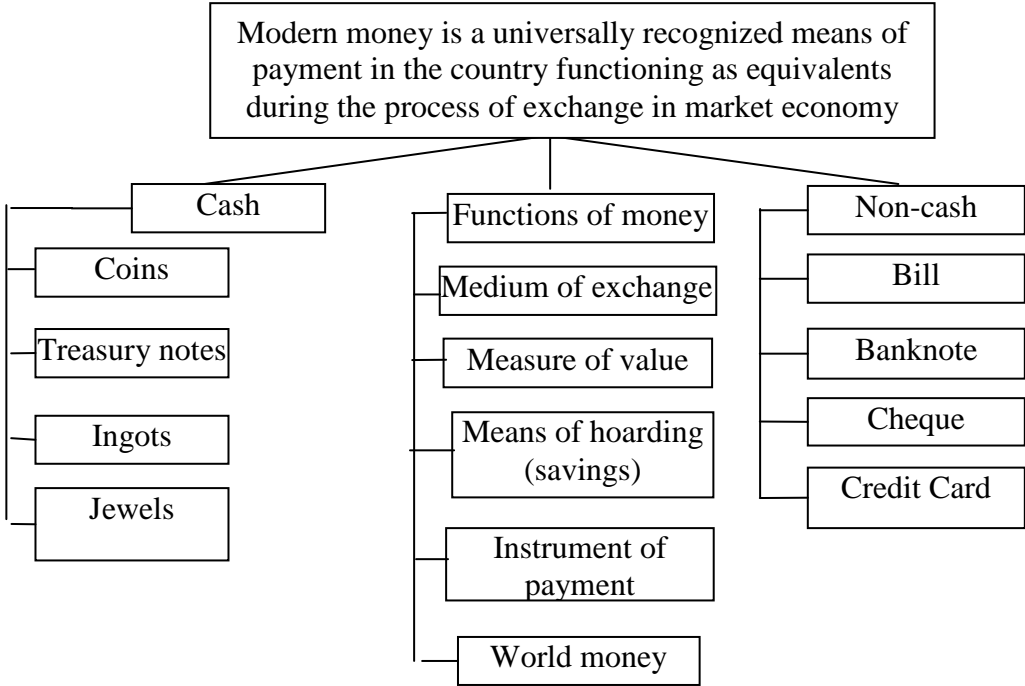 Modern money is a universally recognized means of
payment in the country functioning as equivalents
during the process of exchange in market economy
Cash
Coins
Treasury notes
Ingots
Jewels
Functions of money
Medium of exchange
Measure of value
Means of hoarding
(savings)
Instrument of
payment
World money
Non-cash
Bill
Banknote
Cheque
Credit Card